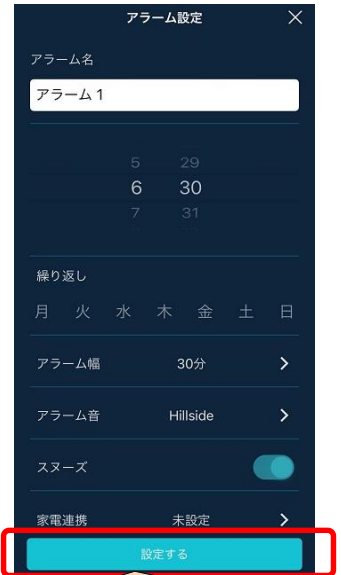 アラーム設定
アラーム名
アラーム 1
5 29
6 30
7 31
繰り返し
月 火 水 木 金 土 日
アラーム幅 30分
アラーム音 Hillside
スヌーズ
家電連携 未設定
設定する